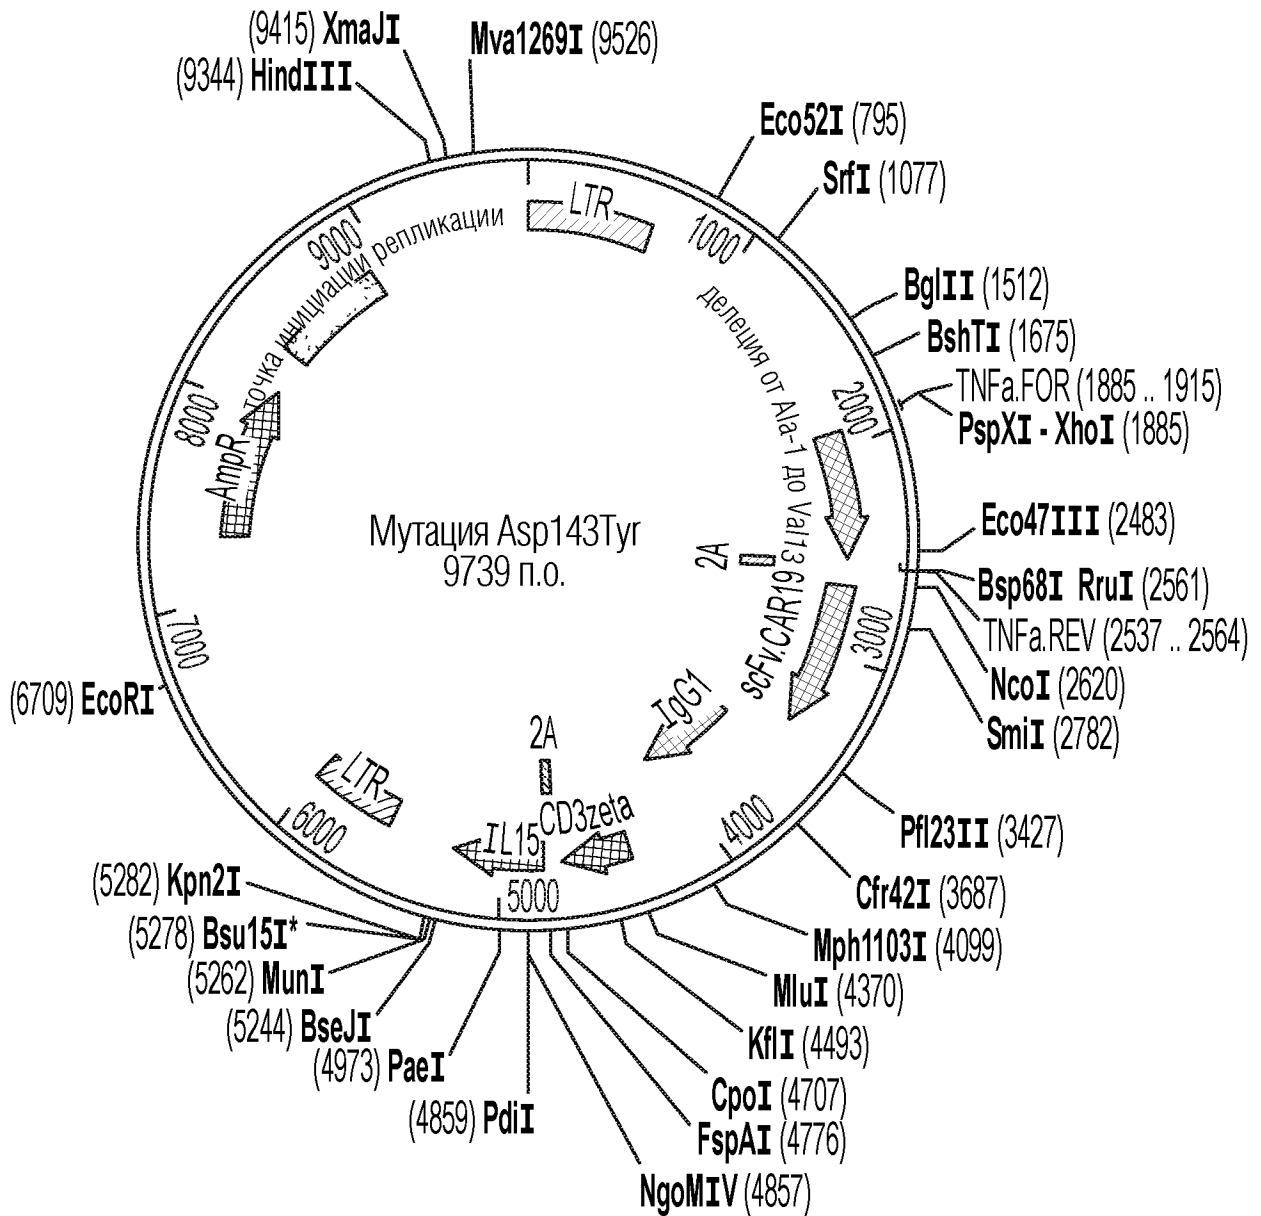 (9415) XmaJI
Mva1269I (9526)
(9344) HindIII
Eco52I (795)
SrfI (1077)
BglII (1512)
BshTI (1675)
TNFa.FOR (1885 .. 1915)
PspXI - XhoI (1885)
Eco47III (2483)
Bsp68I RruI (2561)
TNFa.REV (2537 .. 2564)
NcoI (2620)
SmiI (2782)
Pfl23II (3427)
Cfr42I (3687)
Mph1103I (4099)
MluI (4370)
KflI (4493)
CpoI (4707)
FspAI (4776)
NgoMIV (4857)
(4859) PdiI
(4973) PaeI
(5244) BseJI
(5262) MunI
(5278) Bsu15I*
(5282) Kpn2I
(6709) EcoRI
LTR
1000
делеция от Ala-1 до Val13
2000
2A
scFv.CAR19 6
3000
IgG1
4000
2A
CD3zeta
IL15
5000
LTR
6000
7000
AmpR
8000
точка инициации репликации
9000
Мутация Asp143Tyr
9739 п.о.